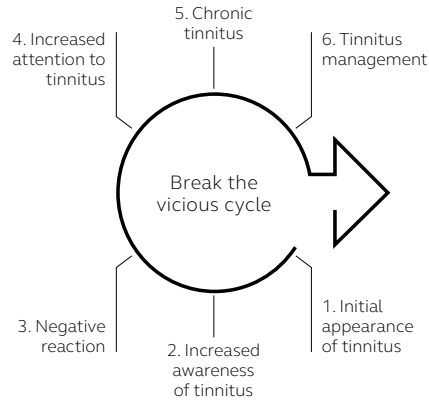 5. Chronic
tinnitus
4. Increased
attention to
tinnitus
6. Tinnitus
management
Break the
vicious cycle
3. Negative
reaction
2. Increased
awareness
of tinnitus
1. Initial
appearance
of tinnitus